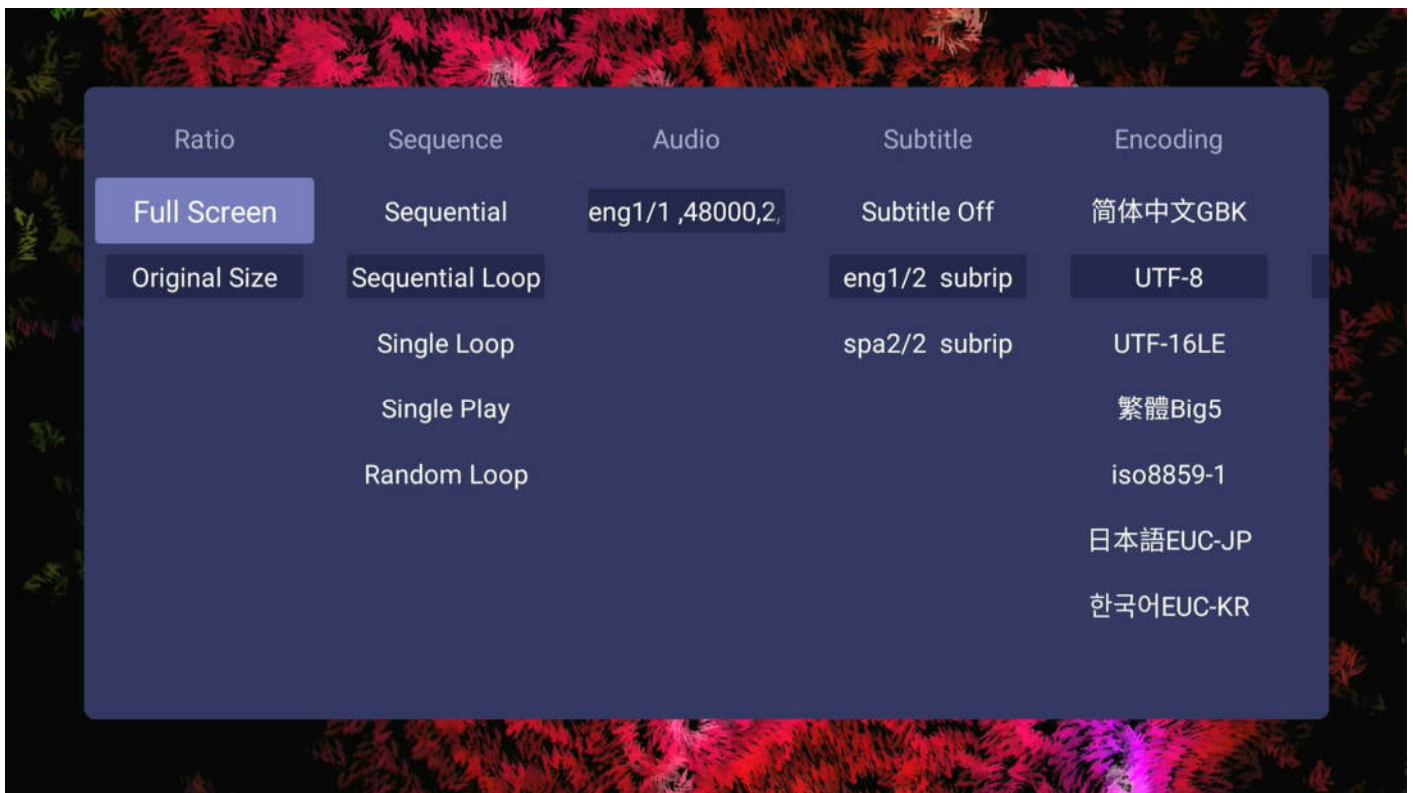 Ratio Sequence Audio Subtitle Encoding
Full Screen Sequential eng1/1 ,48000,2, Subtitle Off 简体中文GBK
Original Size Sequential Loop eng1/2 subrip UTF-8
Single Loop spa2/2 subrip UTF-16LE
Single Play 繁體Big5
Random Loop iso8859-1
日本語EUC-JP
한국어EUC-KR